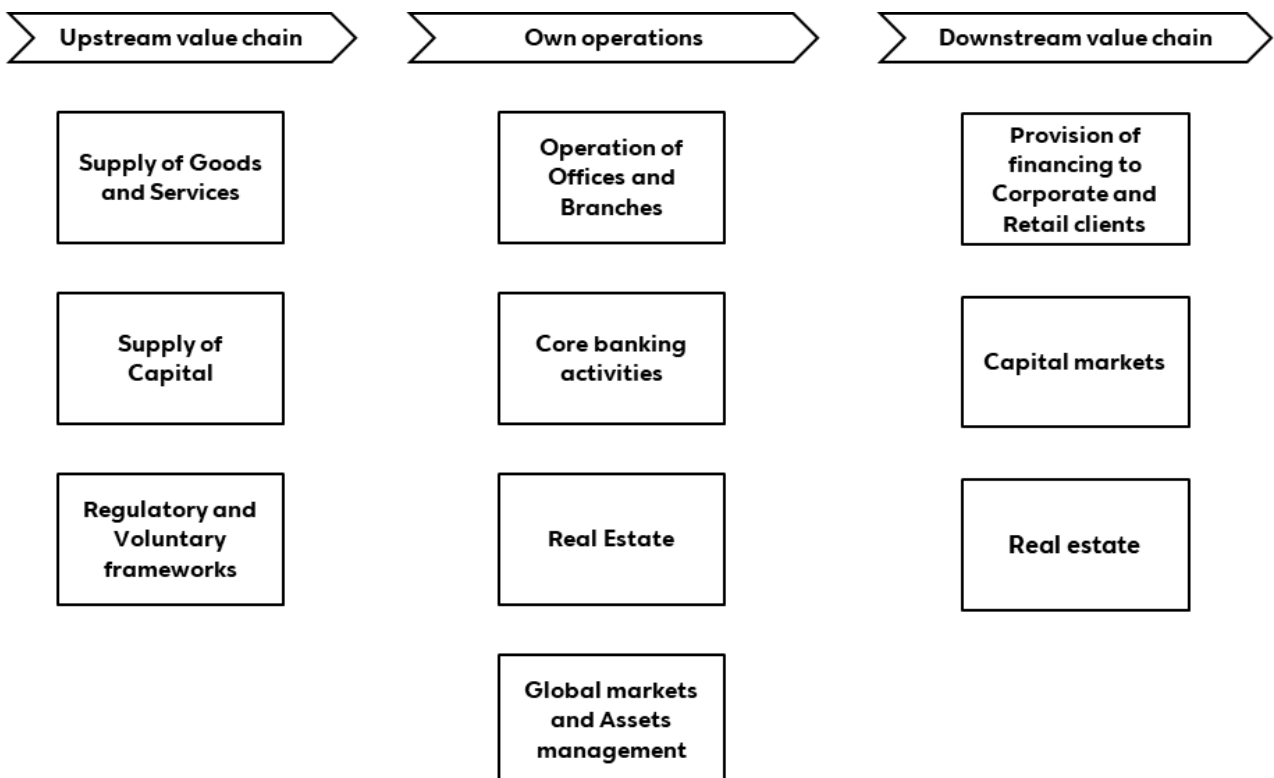 Upstream value chain
Own operations
Downstream value chain
Supply of Goods
and Services
Operation of
Offices and
Branches
Provision of
financing to
Corporate and
Retail clients
Supply of
Capital
Core banking
activities
Capital markets
Regulatory and
Voluntary
frameworks
Real Estate
Real estate
Global markets
and Assets
management